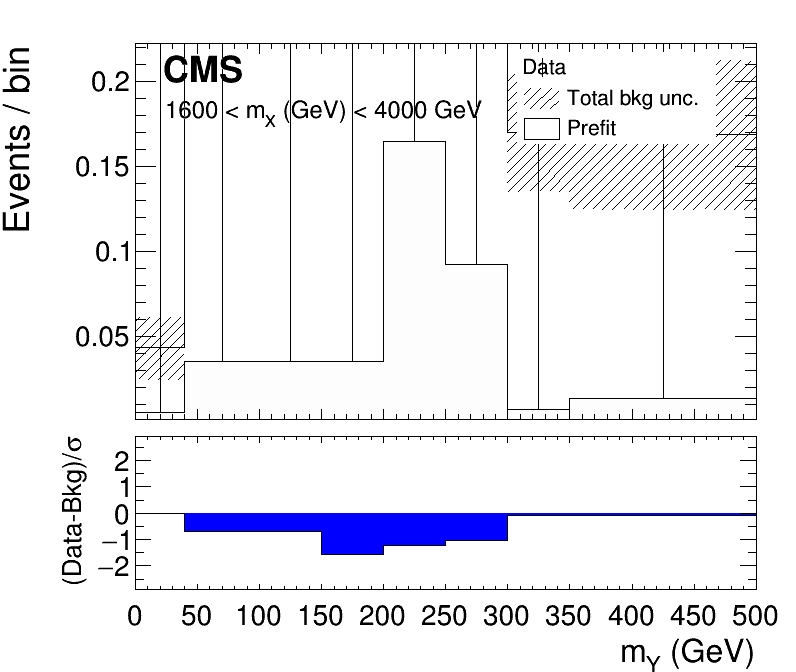 CMS
1600 < mX (GeV) < 4000 GeV
Data
Total bkg unc.
Prefit
Events / bin
0.2
0.15
0.1
0.05
(Data-Bkg)/σ
2
1
0
−1
−2
0 50 100 150 200 250 300 350 400 450 500
mY (GeV)